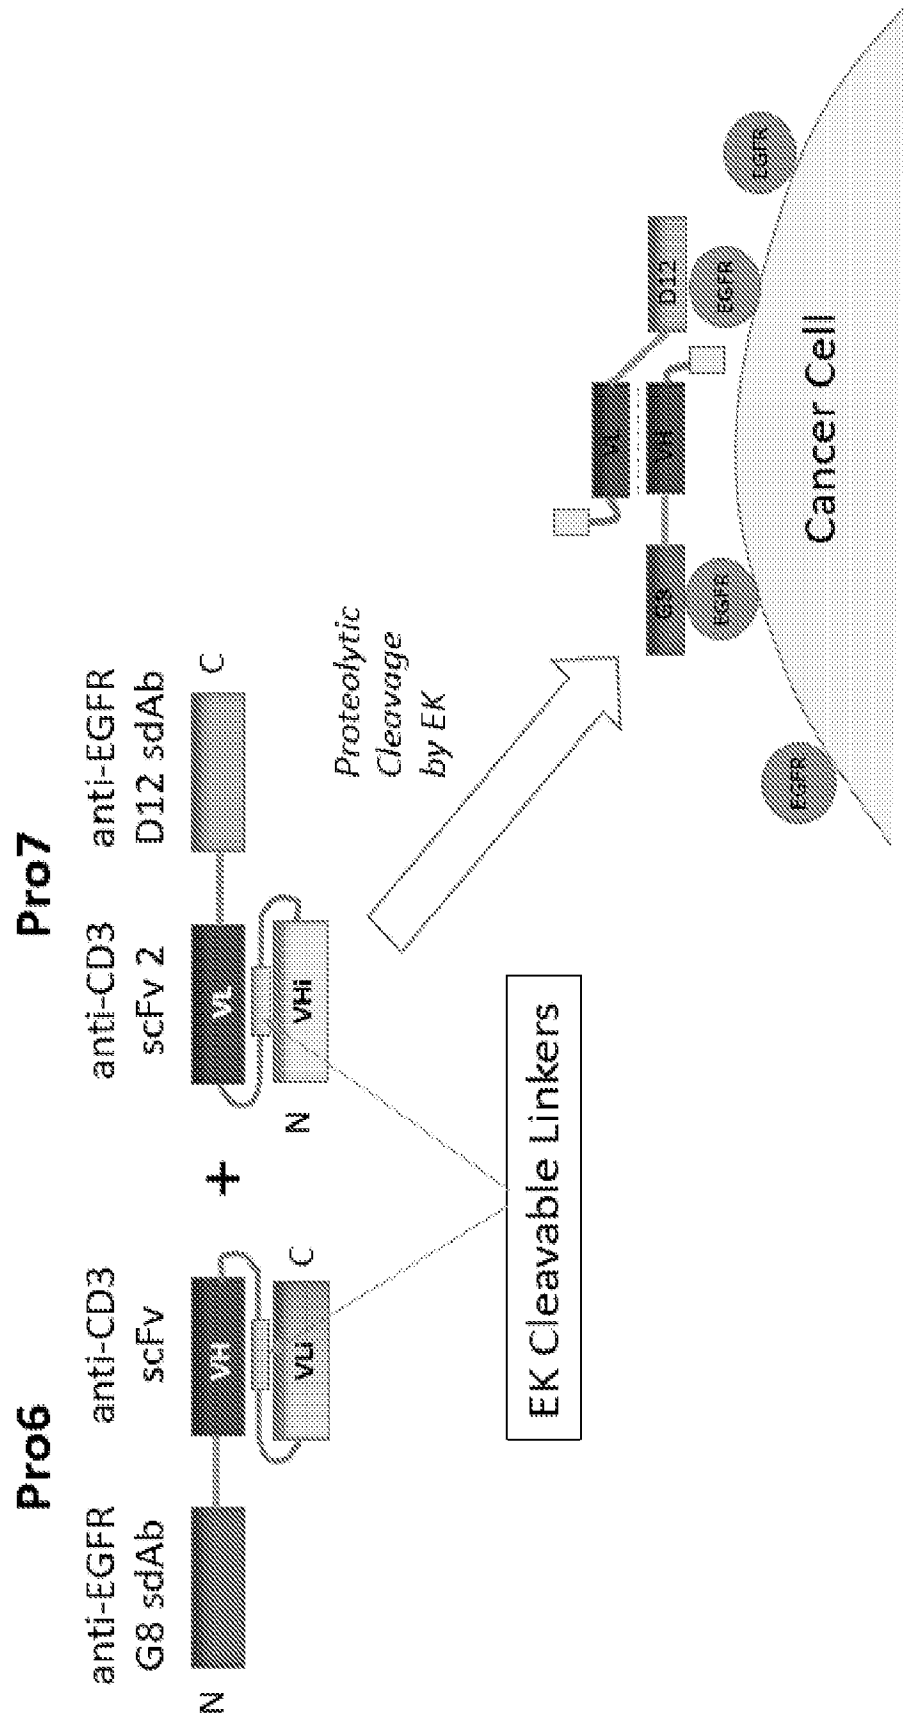 Pro6
anti-EGFR
G8 sdAb
anti-CD3
scFv
N
VH
VLi
C
+
Pro7
anti-CD3
scFv 2
anti-EGFR
D12 sdAb
VL
VHi
N
C
EK Cleavable Linkers
Proteolytic
Cleavage
by EK
VL
VH
G8
D12
EGFR
EGFR
EGFR
EGFR
Cancer Cell